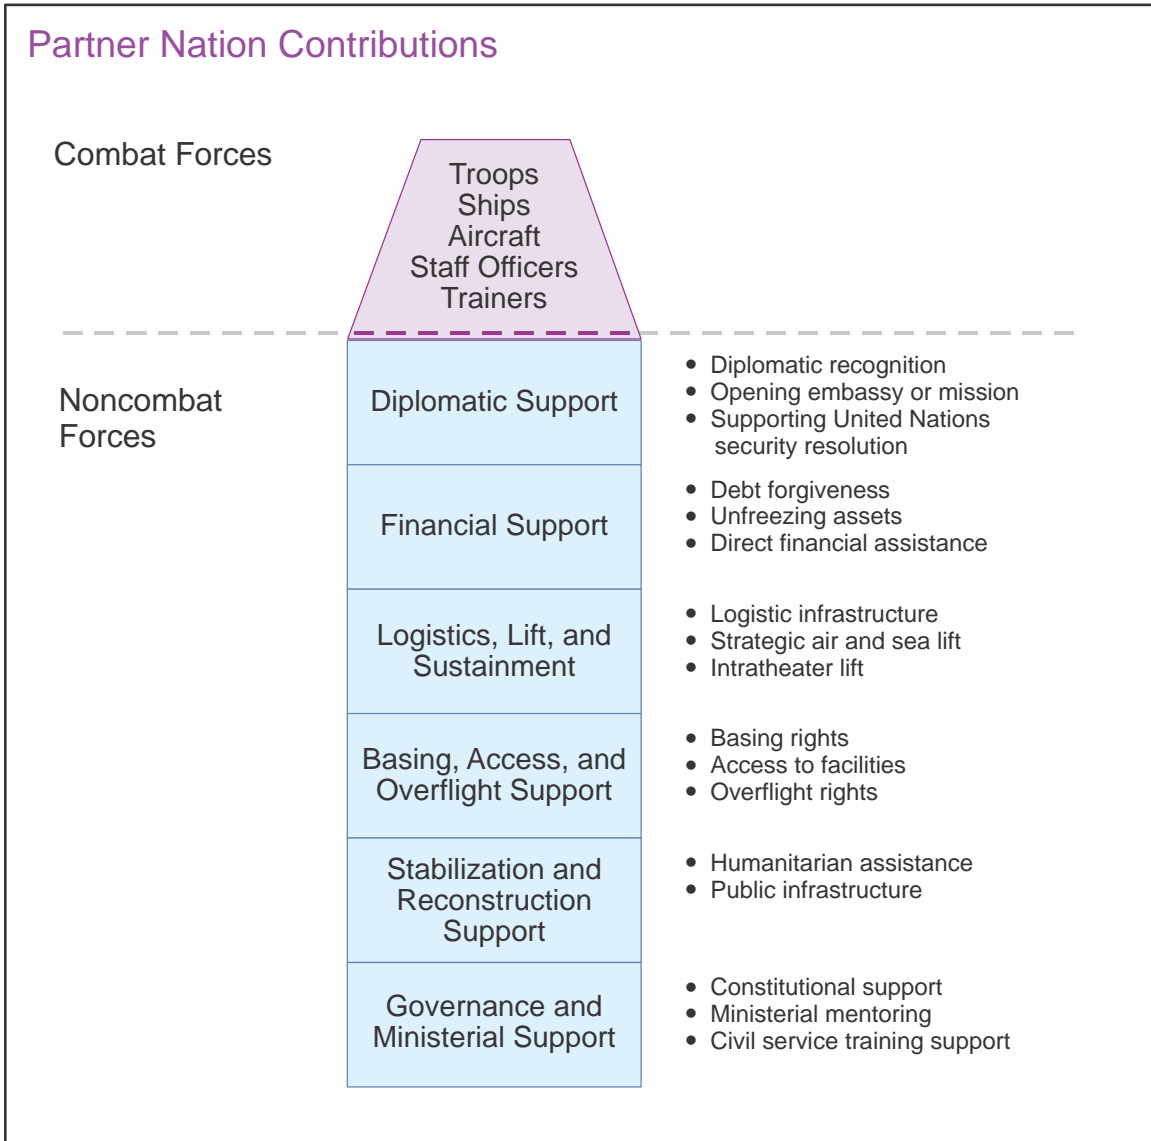 Partner Nation Contributions
Combat Forces
Troops
Ships
Aircraft
Staff Officers
Trainers
Noncombat
Forces
Diplomatic Support
• Diplomatic recognition
• Opening embassy or mission
• Supporting United Nations
security resolution
Financial Support
• Debt forgiveness
• Unfreezing assets
• Direct financial assistance
Logistics, Lift, and
Sustainment
• Logistic infrastructure
• Strategic air and sea lift
• Intratheater lift
Basing, Access, and
Overflight Support
• Basing rights
• Access to facilities
• Overflight rights
Stabilization and
Reconstruction
Support
• Humanitarian assistance
• Public infrastructure
Governance and
Ministerial Support
• Constitutional support
• Ministerial mentoring
• Civil service training support